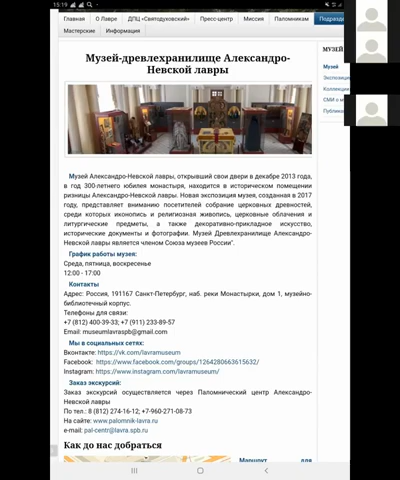 15:19
Главная О Лавре ДПЦ «Святодуховский» Пресс-центр Миссия Паломникам Подразде
Мастерские Информация
Музей-древлехранилище Александро-
Невской лавры
МУЗЕЙ
Музей
Экспозици
Коллекции
СМИ о м
Публика
Музей Александро-Невской лавры, открывший свои двери в декабре 2013 года,
в год 300-летнего юбилея монастыря, находится в историческом помещении
ризницы Александро-Невской лавры. Новая экспозиция музея, созданная в 2017
году, представляет вниманию посетителей собрание церковных древностей,
среди которых иконопись и религиозная живопись, церковные облачения и
литургические предметы, а также декоративно-прикладное искусство,
исторические документы и фотографии. Музей Древлехранилище Александро-
Невской лавры является членом Союза музеев России".
График работы музея:
Среда, пятница, воскресенье
12:00 - 17:00
Контакты
Адрес: Россия, 191167 Санкт-Петербург, наб. реки Монастырки, дом 1, музейно-
библиотечный корпус.
Телефоны для связи:
+7 (812) 400-39-33; +7 (911) 233-89-57
Email: museumlavraspb@gmail.com
Мы в социальных сетях:
Вконтакте: https://vk.com/lavramuseum
Facebook: https://www.facebook.com/groups/1264280663615632/
Instagram: https://www.instagram.com/lavramuseum/
Заказ экскурсий:
Заказ экскурсий осуществляется через Паломнический центр Александро-
Невской лавры
По тел.: 8 (812) 274-16-12; +7-960-271-08-73
На сайте: www.palomnik-lavra.ru
e-mail: pal-centr@lavra.spb.ru
Как до нас добраться
Маршрут для